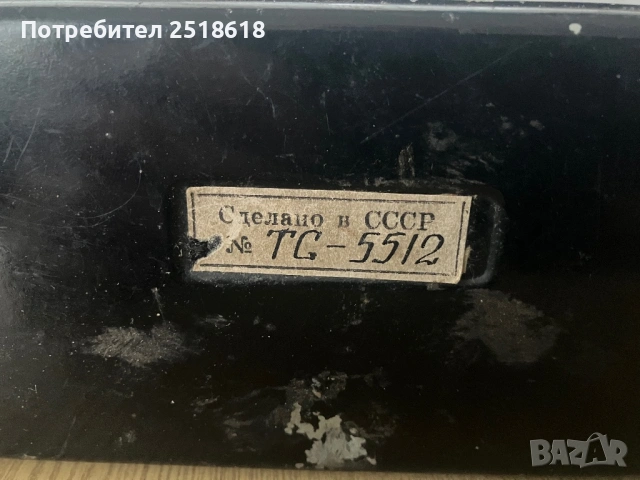 Потребител 2518618
Сделано в СССР
№ ТС-5512
BAZAR